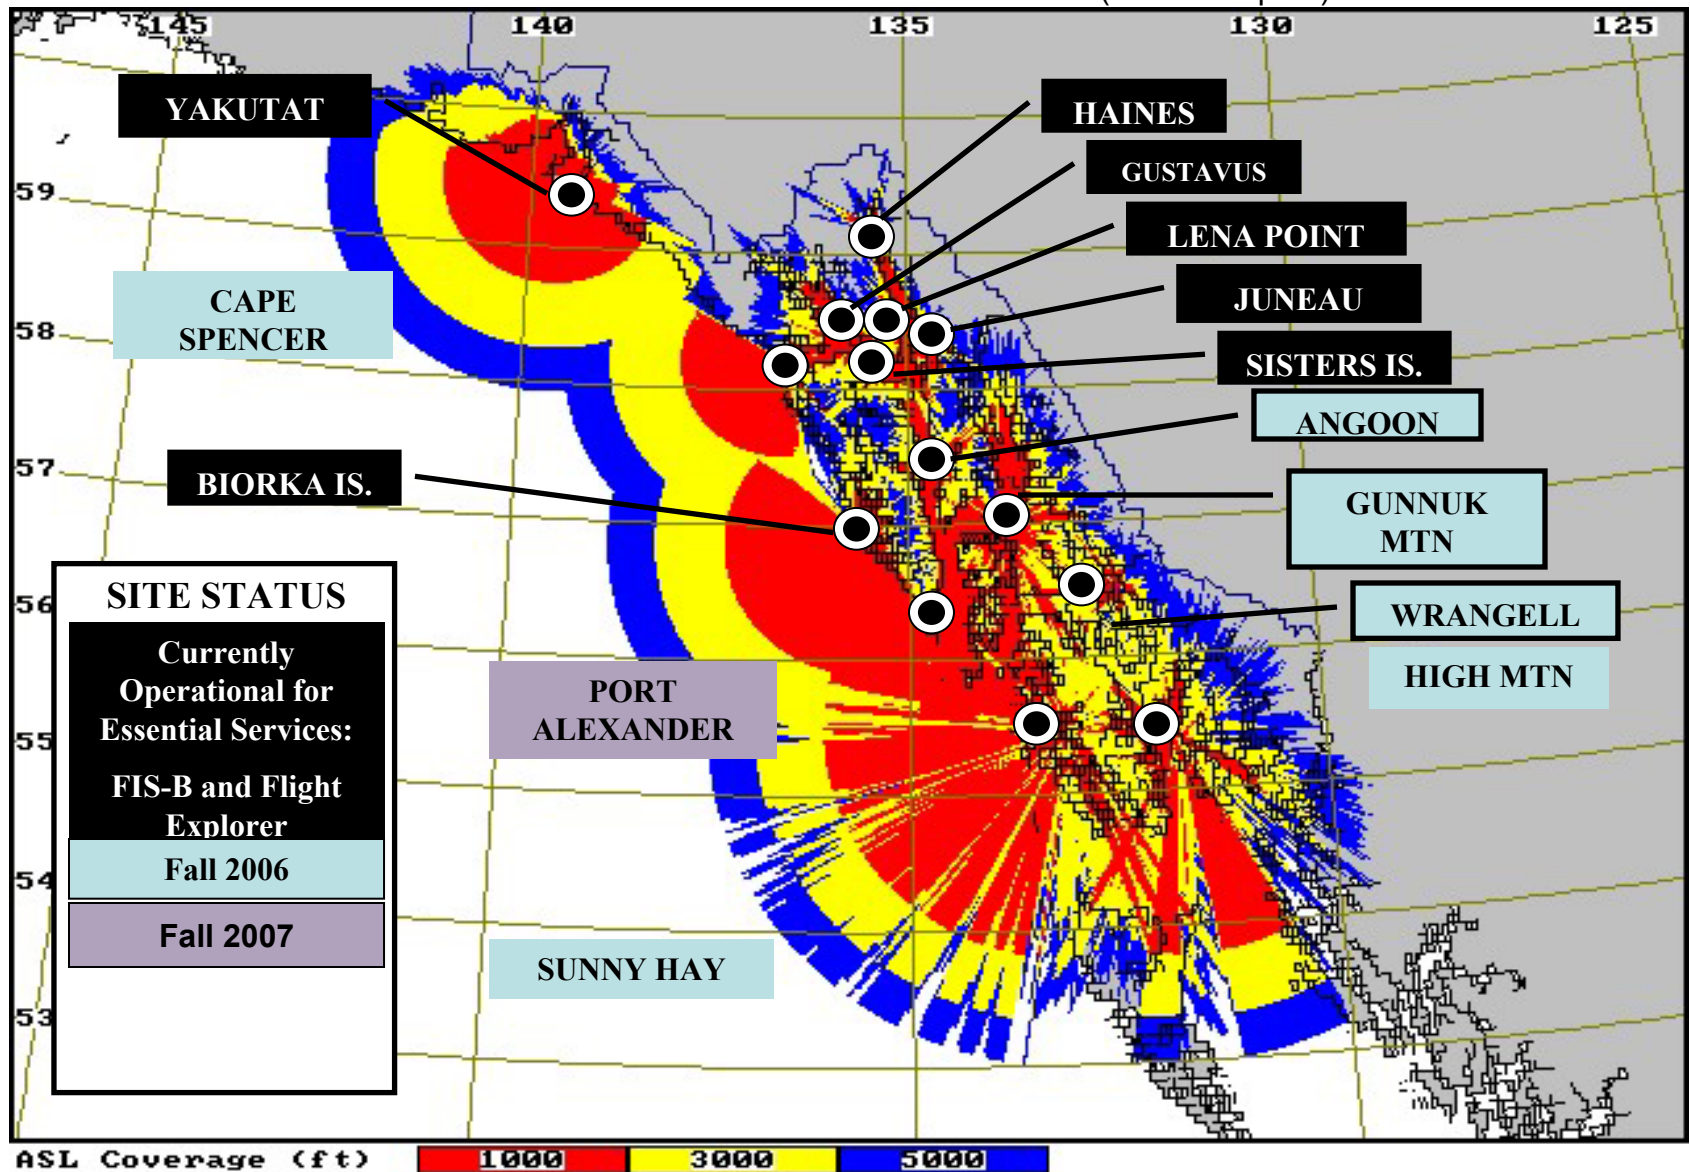 145
140
135
130
125
YAKUTAT
HAINES
GUSTAVUS
LENA POINT
59
CAPE
SPENCER
JUNEAU
58
SISTERS IS.
ANGOON
57
BIORKA IS.
GUNNUK
MTN
SITE STATUS
Currently
Operational for
Essential Services:
FIS-B and Flight
Explorer
Fall 2006
Fall 2007
56
WRANGELL
HIGH MTN
PORT
ALEXANDER
55
54
SUNNY HAY
53
ASL Coverage (ft)
1000
3000
5000